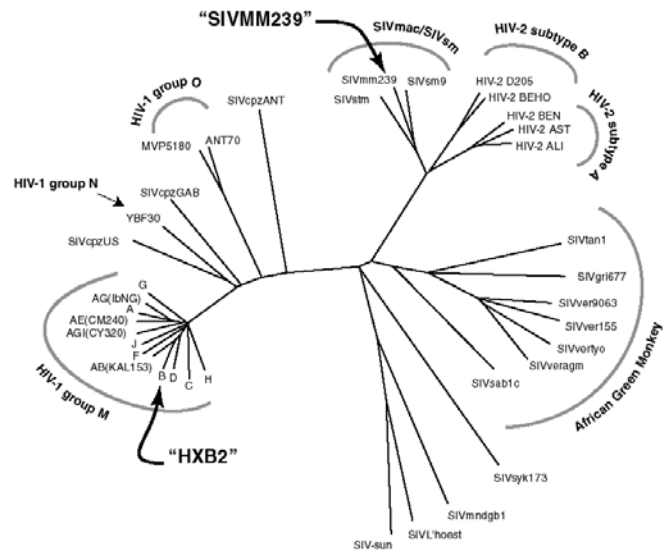 "SIVMM239"
SIVmac/SIVsm
HIV-2 subtype B
SIVmm239
SIVsm9
SIVstm
HIV-2 D205
HIV-2 BEHO
HIV-2 BEN
HIV-2 AST
HIV-2 ALI
HIV-2 subtype A
HIV-1 group O
SIVcpzANT
MVP5180
ANT70
HIV-1 group N
SIVcpzGAB
YBF30
SIVcpzUS
G
AG(IbNG)
A
AE(CM240)
AGI(CY320)
J
F
AB(KAL153)
B
D
C
H
HIV-1 group M
"HXB2"
SIVtan1
SIVgri677
SIVver9063
SIVver155
SIVvertyo
SIVveragm
SIVsab1c
African Green Monkey
SIVsyk173
SIVmndgb1
SIVL'hoest
SIV-sun